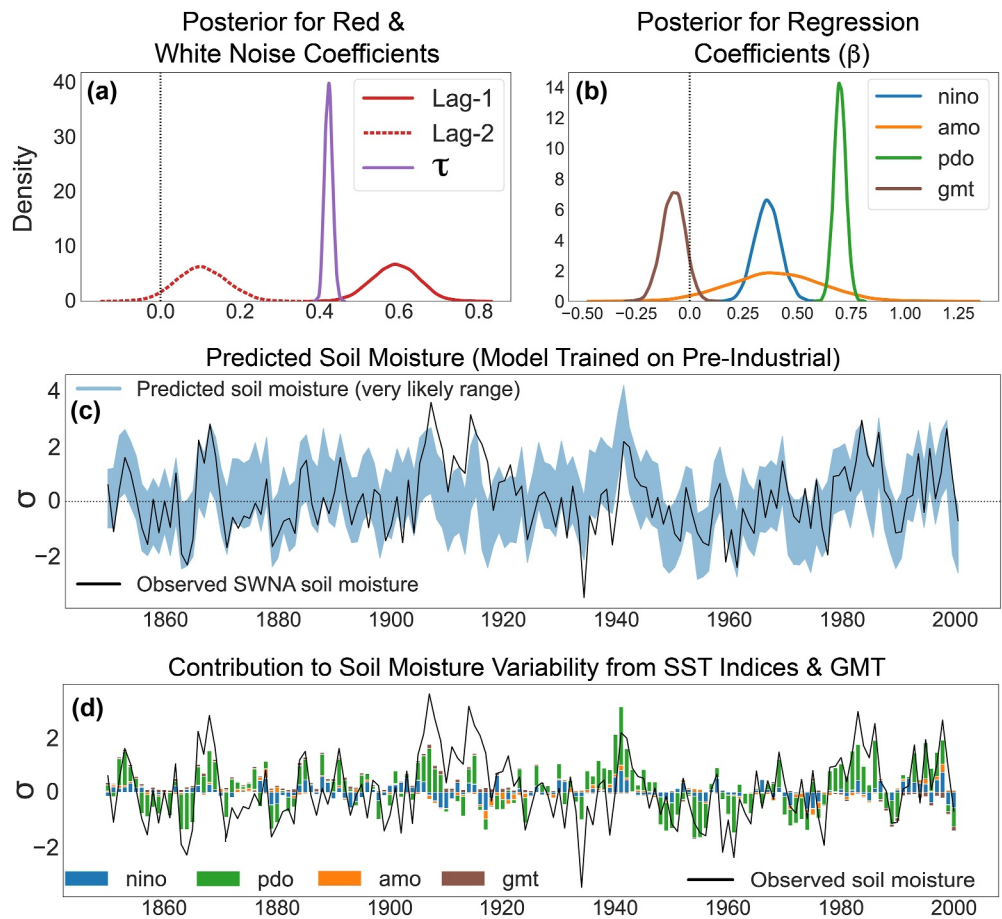 Posterior for Red &
White Noise Coefficients
Posterior for Regression
Coefficients (β)
(a)
Lag-1
Lag-2
τ
Density
40
30
20
10
0
0.0 0.2 0.4 0.6 0.8
(b)
nino
amo
pdo
gmt
14
12
10
8
6
4
2
0
−0.50 −0.25 0.0 0.25 0.50 0.75 1.00 1.25
Predicted Soil Moisture (Model Trained on Pre-Industrial)
Predicted soil moisture (very likely range)
(c)
4
2
0
−2
σ
Observed SWNA soil moisture
1860 1880 1900 1920 1940 1960 1980 2000
Contribution to Soil Moisture Variability from SST Indices & GMT
(d)
2
0
−2
σ
nino pdo amo gmt Observed soil moisture
1860 1880 1900 1920 1940 1960 1980 2000